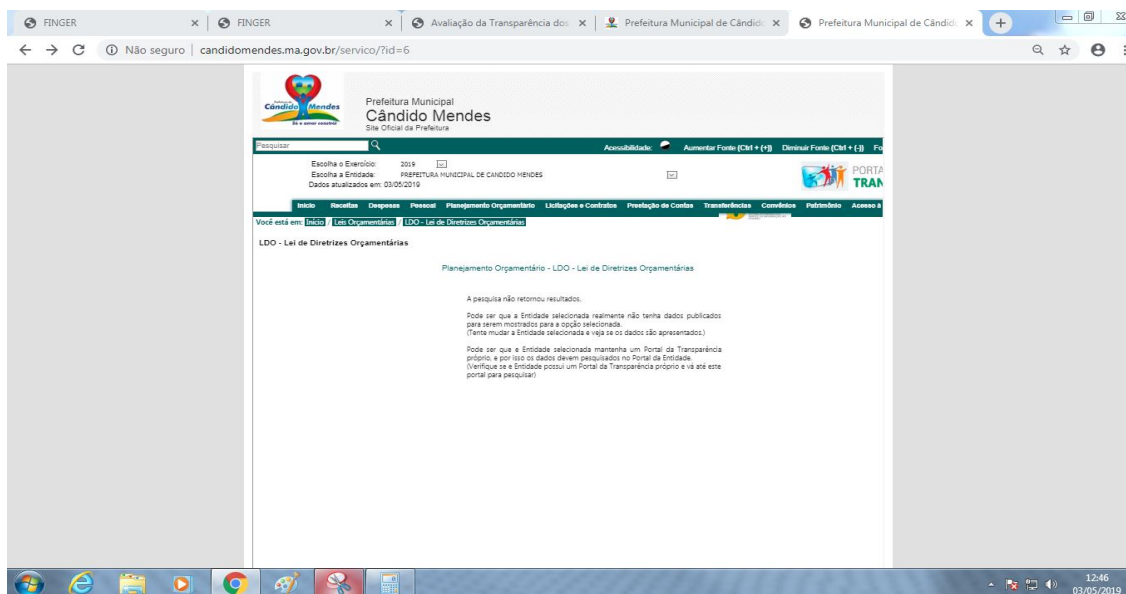 FINGER
FINGER
Avaliação da Transparência dos
Prefeitura Municipal de Cândid
Prefeitura Municipal de Cândid
Não seguro | candidomendes.ma.gov.br/servico/?id=6
Cândido Mendes
Prefeitura Municipal
Cândido Mendes
Site Oficial da Prefeitura
Pesquisar
Acessibilidade: Aumentar Fonte (Ctrl + (+)) Diminuir Fonte (Ctrl + (-)) Fo
Escolha o Exercício: 2019
Escolha a Entidade: PREFEITURA MUNICIPAL DE CANDIDO MENDES
Dados atualizados em: 03/05/2019
PORTA
TRAN
Início Receitas Despesas Pessoal Planejamento Orçamentário Licitações e Contratos Prestação de Contas Transferências Convênios Patrimônio Acesso à
Você está em: Início / Leis Orçamentárias / LDO - Lei de Diretrizes Orçamentárias
LDO - Lei de Diretrizes Orçamentárias
Planejamento Orçamentário - LDO - Lei de Diretrizes Orçamentárias
A pesquisa não retornou resultados.
Pode ser que a Entidade selecionada realmente não tenha dados publicados
para serem mostrados para a opção selecionada.
(Tente mudar a Entidade selecionada e veja se os dados são apresentados.)
Pode ser que e Entidade selecionada mantenha um Portal da Transparência
próprio, e por isso os dados devem pesquisados no Portal de Entidade.
(Verifique se e Entidade possui um Portal da Transparência próprio e vá até este
portal para pesquisar)
12:46
03/05/2019